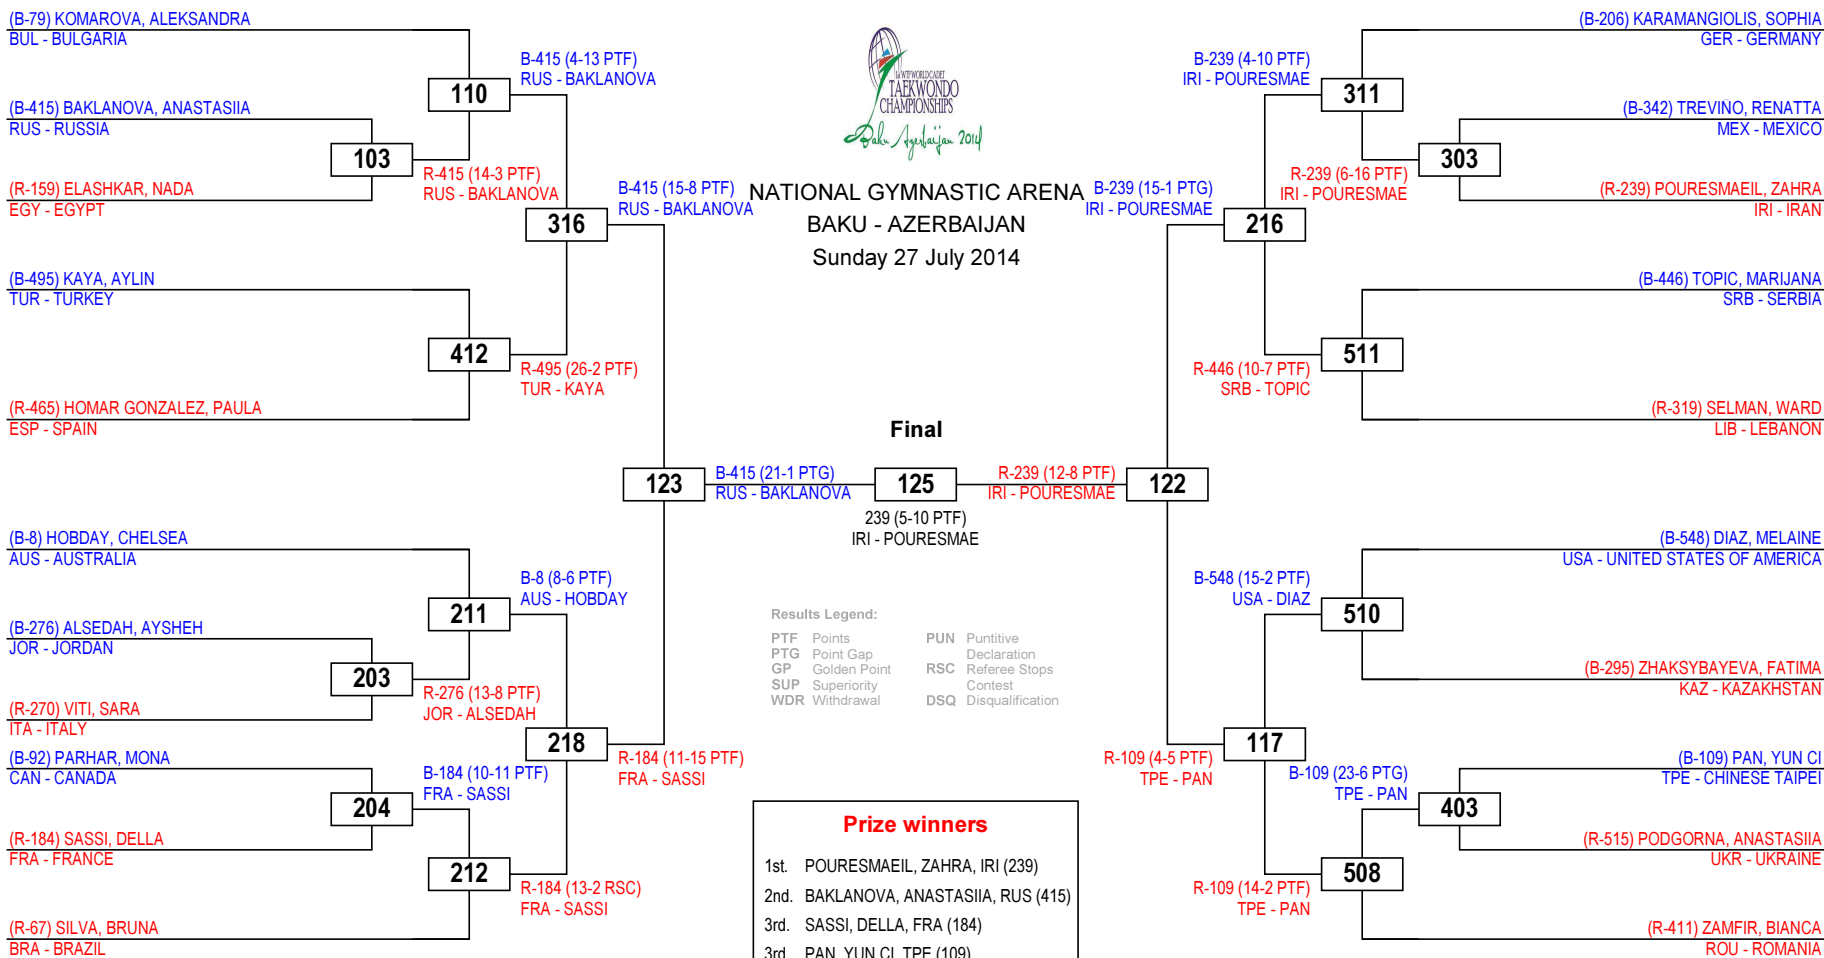 (B-79) KOMAROVA, ALEKSANDRA
BUL - BULGARIA
(B-415) BAKLANOVA, ANASTASIIA
RUS - RUSSIA
(R-159) ELASHKAR, NADA
EGY - EGYPT
(B-495) KAYA, AYLIN
TUR - TURKEY
(R-465) HOMAR GONZALEZ, PAULA
ESP - SPAIN
(B-8) HOBDAY, CHELSEA
AUS - AUSTRALIA
(B-276) ALSEDAH, AYSHEH
JOR - JORDAN
(R-270) VITI, SARA
ITA - ITALY
(B-92) PARHAR, MONA
CAN - CANADA
(R-184) SASSI, DELLA
FRA - FRANCE
(R-67) SILVA, BRUNA
BRA - BRAZIL
103
203
204
R-415 (14-3 PTF)
RUS - BAKLANOVA
R-276 (13-8 PTF)
JOR - ALSEDAH
B-184 (10-11 PTF)
FRA - SASSI
110
412
211
212
B-415 (4-13 PTF)
RUS - BAKLANOVA
R-495 (26-2 PTF)
TUR - KAYA
B-8 (8-6 PTF)
AUS - HOBDAY
R-184 (13-2 RSC)
FRA - SASSI
316
218
B-415 (15-8 PTF)
RUS - BAKLANOVA
R-184 (11-15 PTF)
FRA - SASSI
123
B-415 (21-1 PTG)
RUS - BAKLANOVA
1st WTF WORLD CADET
TAEKWONDO
CHAMPIONSHIPS
Baku Azerbaijan 2014
NATIONAL GYMNASTIC ARENA
BAKU - AZERBAIJAN
Sunday 27 July 2014
Final
125
239 (5-10 PTF)
IRI - POURESMAE
Results Legend:
PTF Points
PTG Point Gap
GP Golden Point
SUP Superiority
WDR Withdrawal
PUN Puntitive
Declaration
RSC Referee Stops
Contest
DSQ Disqualification
Prize winners
1st. POURESMAEIL, ZAHRA, IRI (239)
2nd. BAKLANOVA, ANASTASIIA, RUS (415)
3rd. SASSI, DELLA, FRA (184)
3rd. PAN, YUN CI, TPE (109)
R-239 (12-8 PTF)
IRI - POURESMAE
122
B-239 (15-1 PTG)
IRI - POURESMAE
R-109 (4-5 PTF)
TPE - PAN
216
117
B-239 (4-10 PTF)
IRI - POURESMAE
R-446 (10-7 PTF)
SRB - TOPIC
B-548 (15-2 PTF)
USA - DIAZ
R-109 (14-2 PTF)
TPE - PAN
311
511
510
508
R-239 (6-16 PTF)
IRI - POURESMAE
B-109 (23-6 PTG)
TPE - PAN
303
403
(B-206) KARAMANGIOLIS, SOPHIA
GER - GERMANY
(B-342) TREVINO, RENATTA
MEX - MEXICO
(R-239) POURESMAEIL, ZAHRA
IRI - IRAN
(B-446) TOPIC, MARIJANA
SRB - SERBIA
(R-319) SELMAN, WARD
LIB - LEBANON
(B-548) DIAZ, MELAINE
USA - UNITED STATES OF AMERICA
(B-295) ZHAKSYBAYEVA, FATIMA
KAZ - KAZAKHSTAN
(B-109) PAN, YUN CI
TPE - CHINESE TAIPEI
(R-515) PODGORNA, ANASTASIIA
UKR - UKRAINE
(R-411) ZAMFIR, BIANCA
ROU - ROMANIA